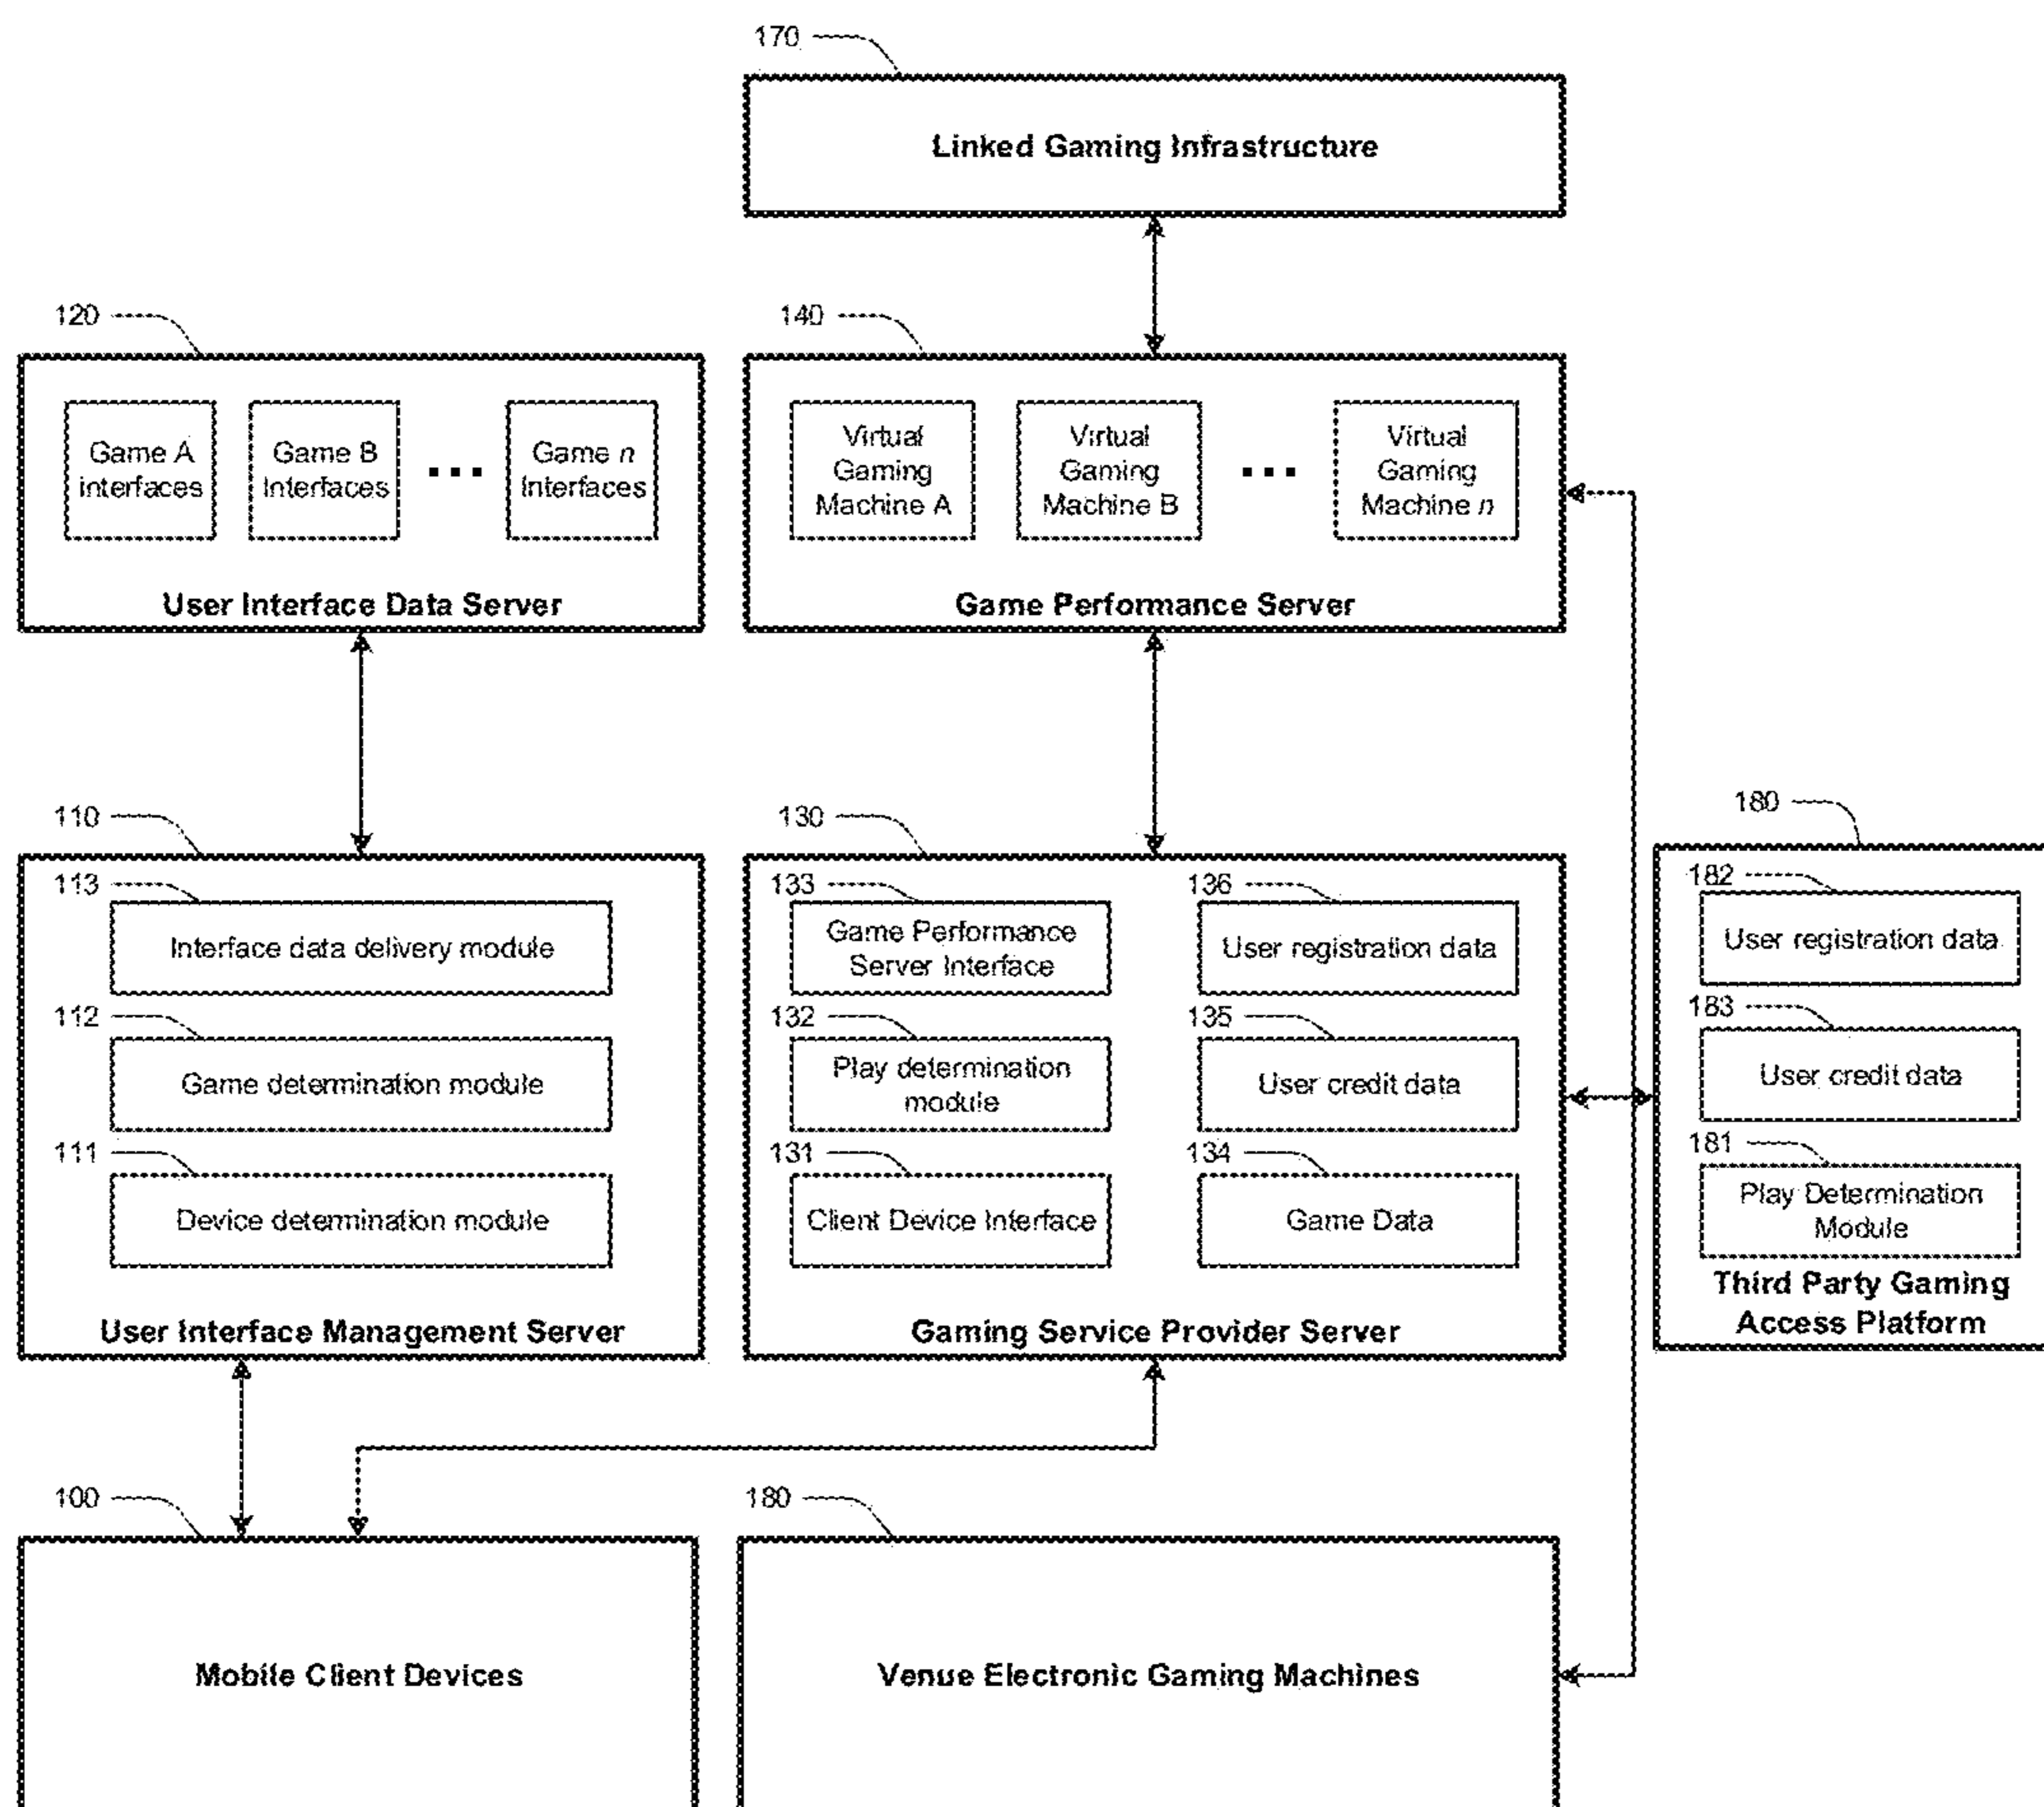 170
Linked Gaming Infrastructure
120
Game A
interfaces
Game B
Interfaces
...
Game n
Interfaces
User Interface Data Server
140
Virtual
Gaming
Machine A
Virtual
Gaming
Machine B
...
Virtual
Gaming
Machine n
Game Performance Server
110
113
Interface data delivery module
112
Game determination module
111
Device determination module
User Interface Management Server
130
133
Game Performance
Server Interface
136
User registration data
132
Play determination
module
135
User credit data
131
Client Device Interface
134
Game Data
Gaming Service Provider Server
180
182
User registration data
183
User credit data
181
Play Determination
Module
Third Party Gaming
Access Platform
100
Mobile Client Devices
180
Venue Electronic Gaming Machines